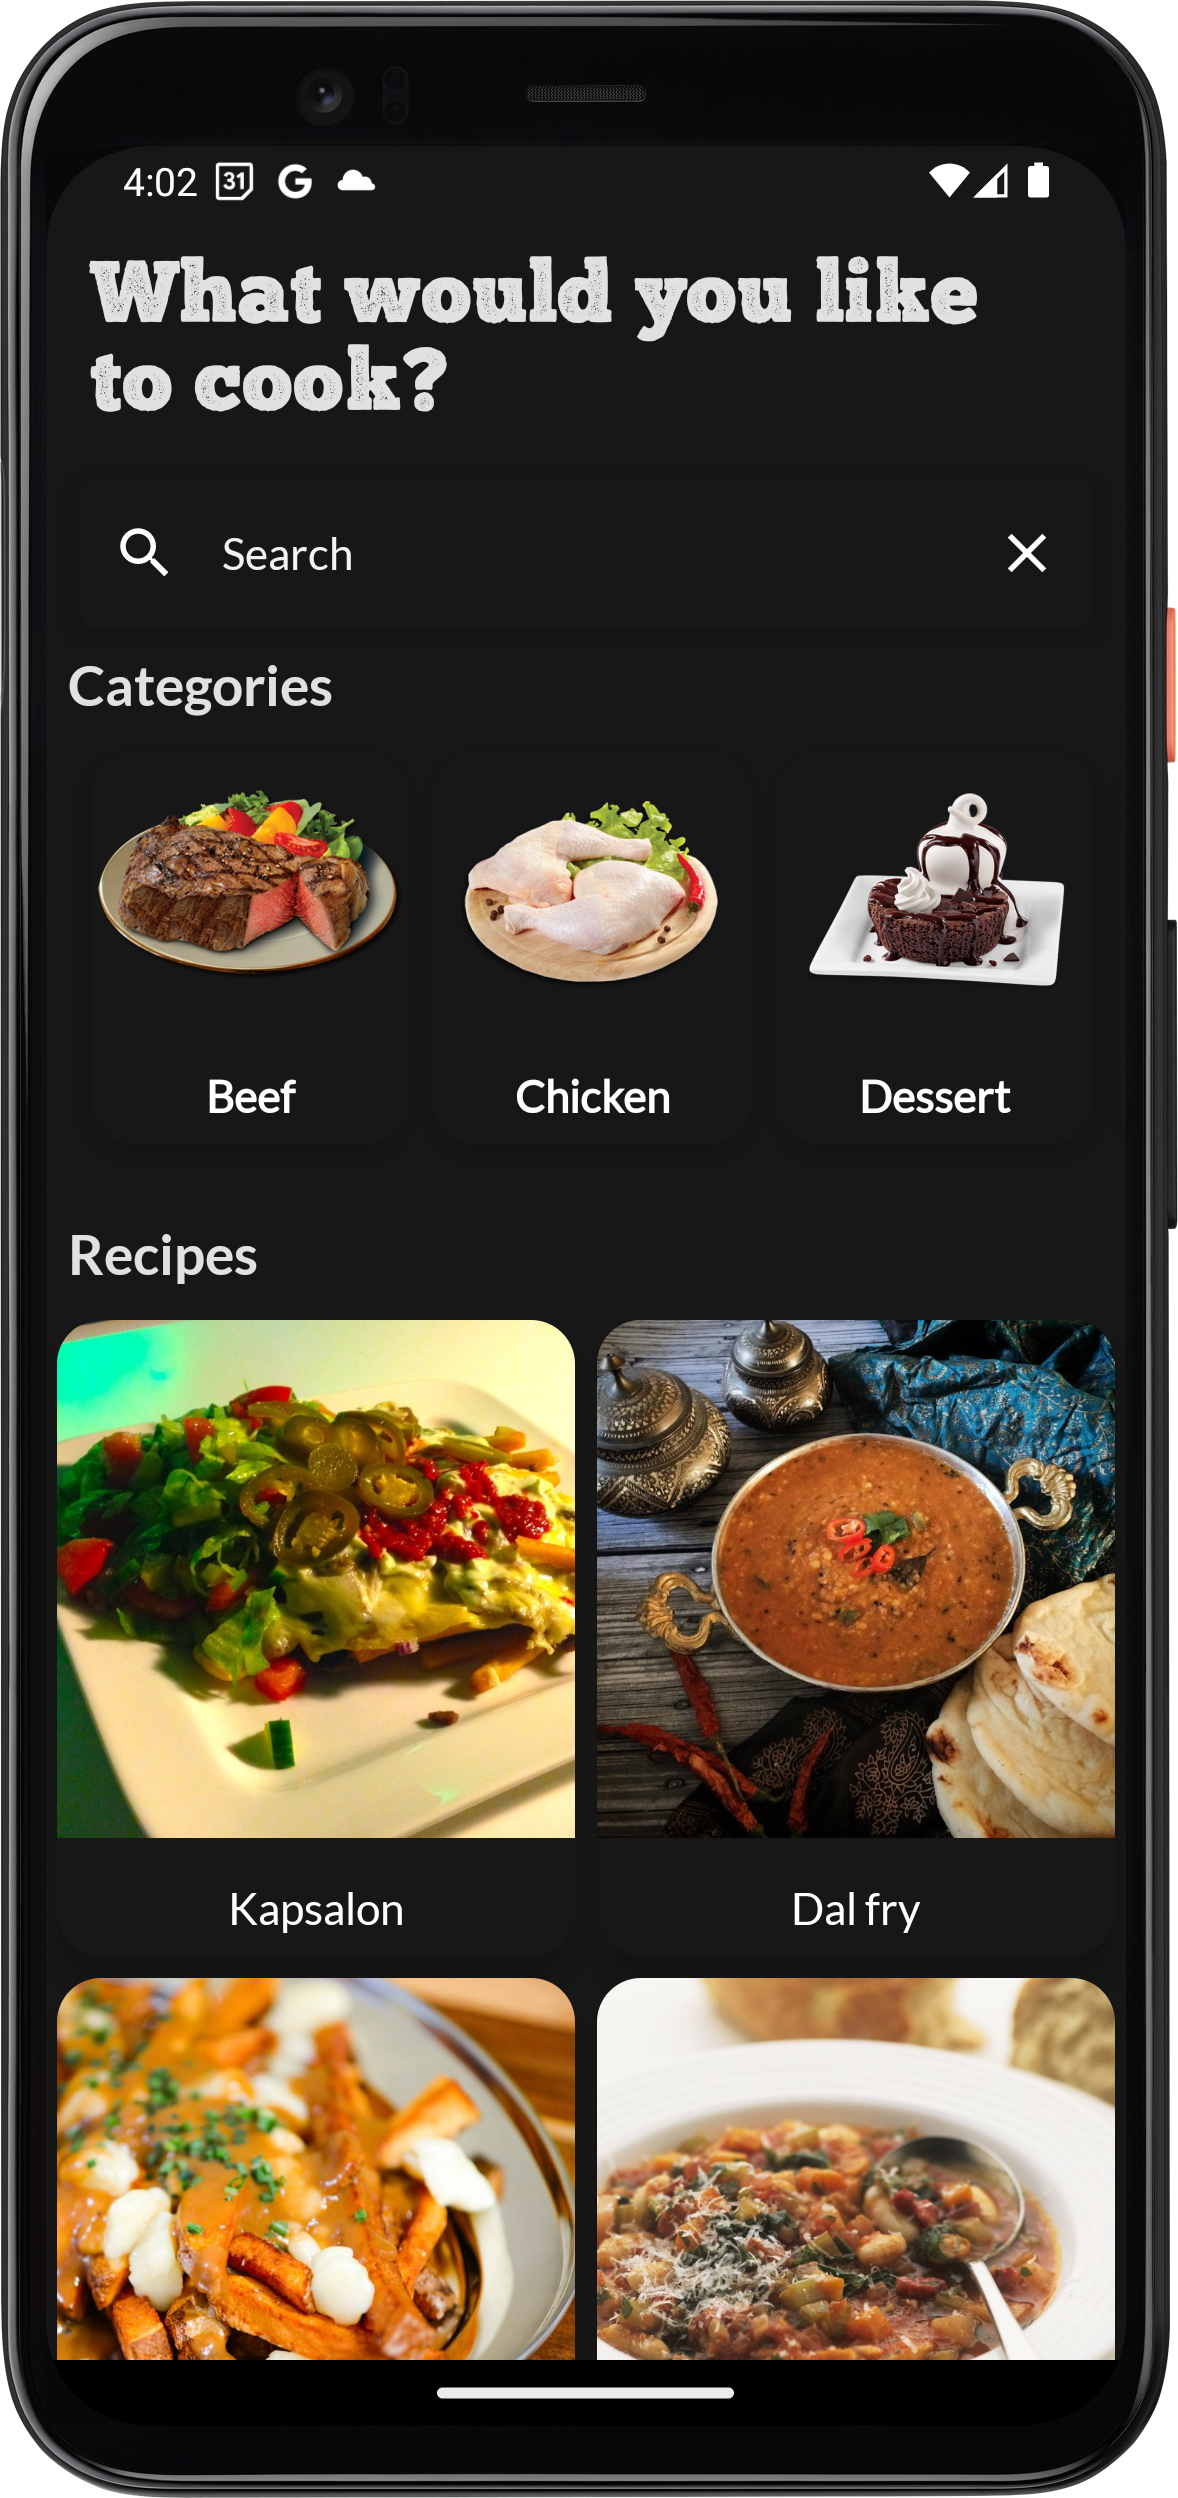 4:02 31 G
What would you like
to cook?
Search
Categories
Beef Chicken Dessert
Recipes
Kapsalon Dal fry